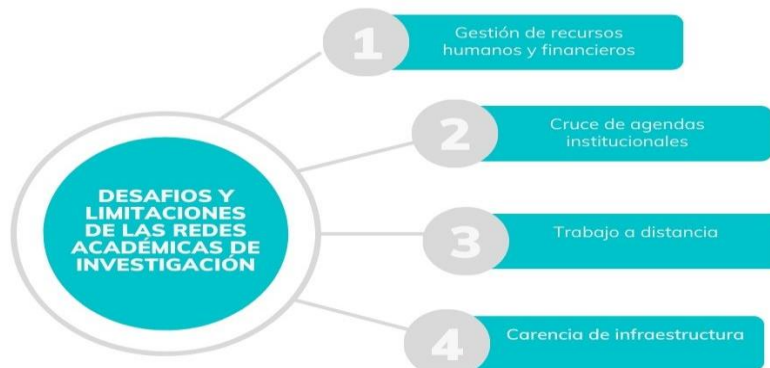 DESAFIOS Y
LIMITACIONES
DE LAS REDES
ACADÉMICAS DE
INVESTIGACIÓN
1
Gestión de recursos
humanos y financieros
2
Cruce de agendas
institucionales
3
Trabajo a distancia
4
Carencia de infraestructura